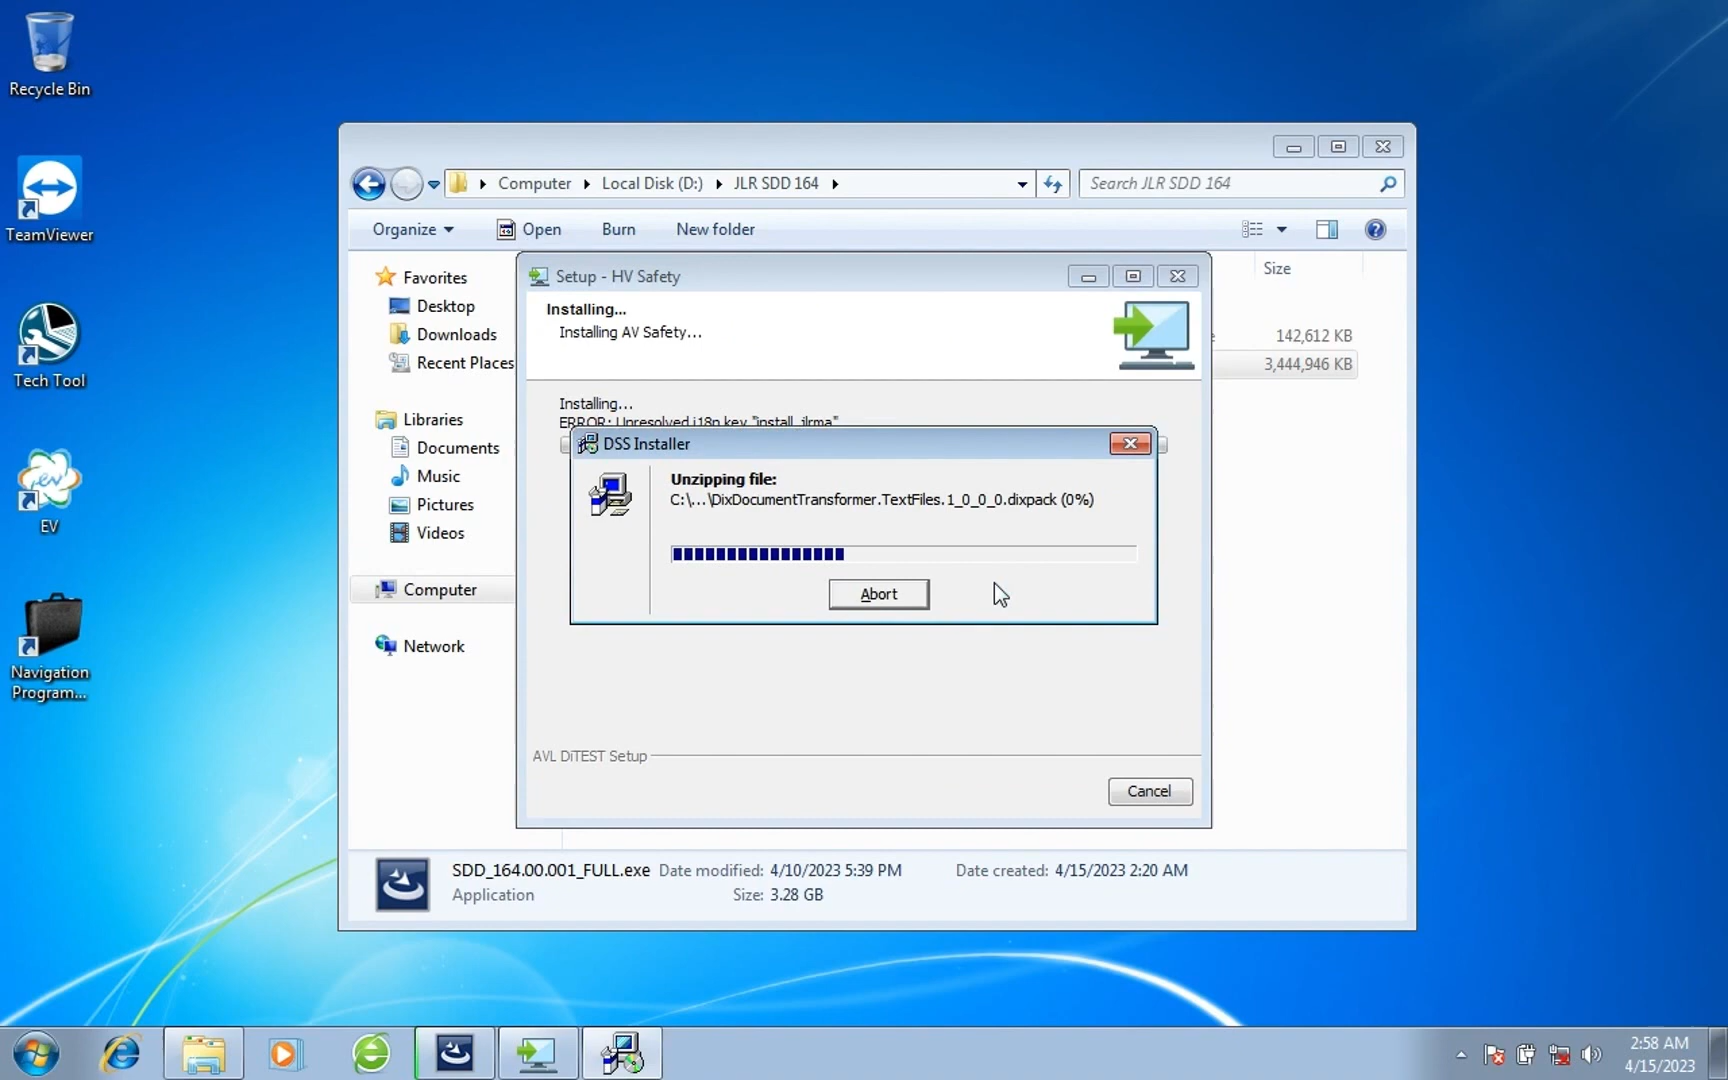 Recycle Bin
TeamViewer
Tech Tool
EV
Navigation
Program...
Computer
Local Disk (D:)
JLR SDD 164
Search JLR SDD 164
Organize
Open
Burn
New folder
Favorites
Desktop
Downloads
Recent Places
Libraries
Documents
Music
Pictures
Videos
Computer
Network
Size
142,612 KB
3,444,946 KB
Setup - HV Safety
Installing...
Installing AV Safety...
Installing...
ERROR: Unresolved i18n key "install_jlrma"
DSS Installer
Unzipping file:
C:\...\DixDocumentTransformer.TextFiles.1_0_0_0.dixpack (0%)
Abort
AVL DiTEST Setup
Cancel
SDD_164.00.001_FULL.exe Date modified: 4/10/2023 5:39 PM Date created: 4/15/2023 2:20 AM
Application Size: 3.28 GB
2:58 AM
4/15/2023